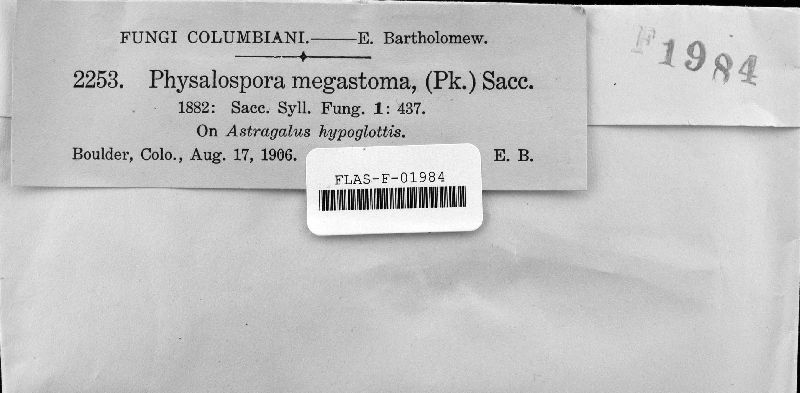 FUNGI COLUMBIANI.——E. Bartholomew.
F1984
2253. Physalospora megastoma, (Pk.) Sacc.
1882: Sacc. Syll. Fung. 1: 437.
On Astragalus hypoglottis.
Boulder, Colo., Aug. 17, 1906. E. B.
FLAS-F-01984